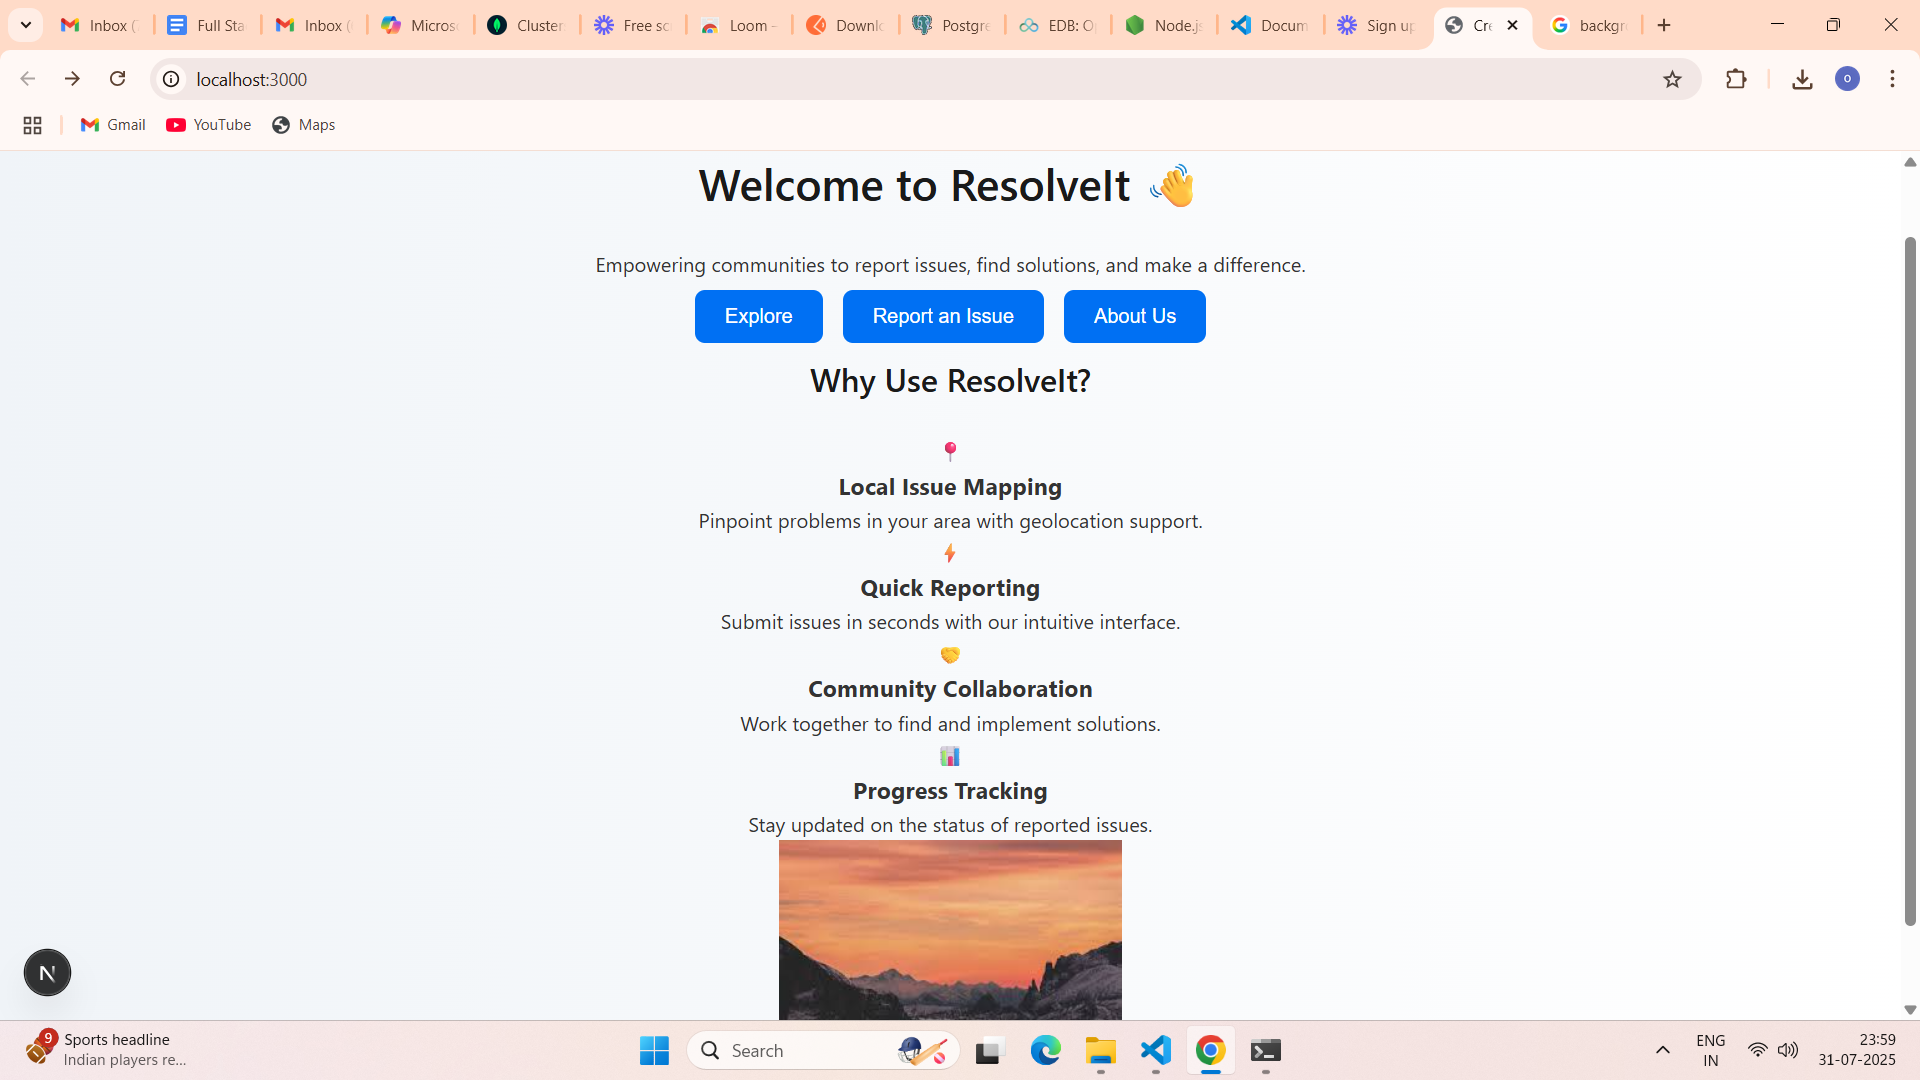 Inbox (
Full Sta
Inbox (
Micros
Cluster
Free sc
Loom –
Downlo
Postgre
EDB: O
Node.js
Docum
Sign up
Cre
backgr
localhost:3000
O
Gmail
YouTube
Maps
Welcome to ResolveIt 👋
Empowering communities to report issues, find solutions, and make a difference.
Explore
Report an Issue
About Us
Why Use ResolveIt?
📍
Local Issue Mapping
Pinpoint problems in your area with geolocation support.
⚡
Quick Reporting
Submit issues in seconds with our intuitive interface.
🤝
Community Collaboration
Work together to find and implement solutions.
📊
Progress Tracking
Stay updated on the status of reported issues.
N
9
Sports headline
Indian players re...
Search
ENG
IN
23:59
31-07-2025